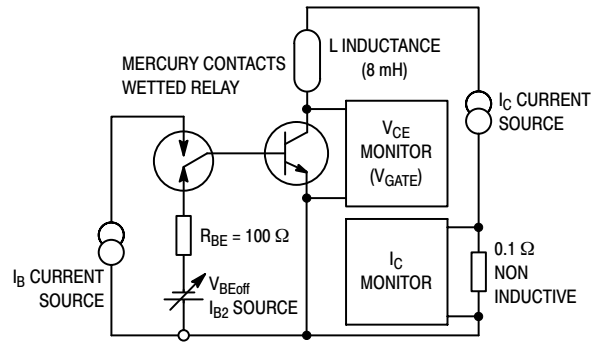 L INDUCTANCE
(8 mH)
MERCURY CONTACTS
WETTED RELAY
I_C CURRENT
SOURCE
V_CE
MONITOR
(V_GATE)
R_BE = 100 Ω
I_C
MONITOR
0.1 Ω
NON
INDUCTIVE
I_B CURRENT
SOURCE
V_BEoff
I_B2 SOURCE